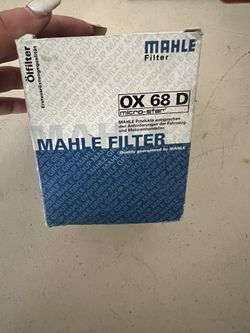 Ölfilter
Erstausrüstungsqualität
MAHLE
Filter
OX 68 D
micro-star
MAHLE Produkte entsprechen
den Anforderungen der Fahrzeug-
und Motorenhersteller.
MAHLE FILTER
Quality guaranteed by MAHLE